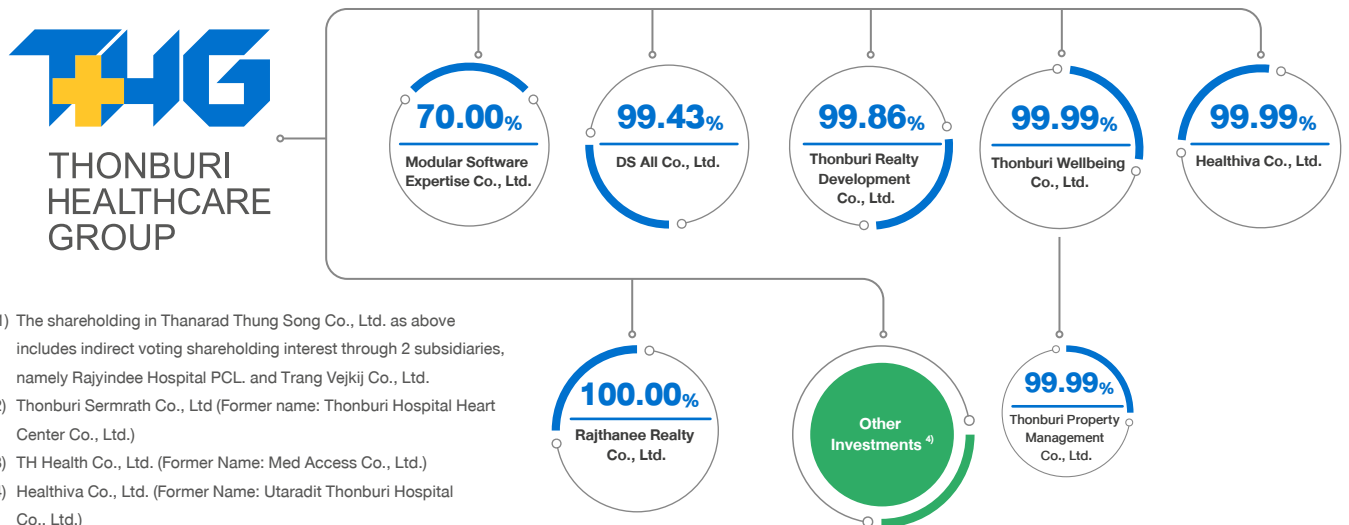 THG
THONBURI
HEALTHCARE
GROUP
70.00%
Modular Software
Expertise Co., Ltd.
99.43%
DS All Co., Ltd.
99.86%
Thonburi Realty
Development
Co., Ltd.
99.99%
Thonburi Wellbeing
Co., Ltd.
99.99%
Healthiva Co., Ltd.
100.00%
Rajthanee Realty
Co., Ltd.
Other
Investments 4)
99.99%
Thonburi Property
Management
Co., Ltd.
1) The shareholding in Thanarad Thung Song Co., Ltd. as above
includes indirect voting shareholding interest through 2 subsidiaries,
namely Rajyindee Hospital PCL. and Trang Vejkij Co., Ltd.
2) Thonburi Sermrath Co., Ltd (Former name: Thonburi Hospital Heart
Center Co., Ltd.)
3) TH Health Co., Ltd. (Former Name: Med Access Co., Ltd.)
4) Healthiva Co., Ltd. (Former Name: Utaradit Thonburi Hospital
Co., Ltd.)